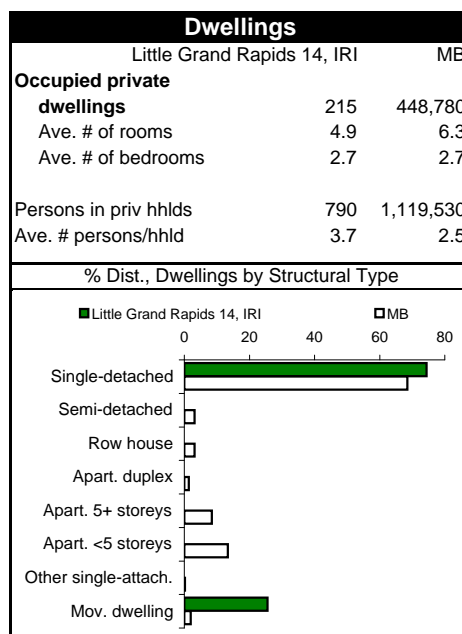 Dwellings
Little Grand Rapids 14, IRI MB
Occupied private
dwellings 215 448,780
Ave. # of rooms 4.9 6.3
Ave. # of bedrooms 2.7 2.7
Persons in priv hhlds 790 1,119,530
Ave. # persons/hhld 3.7 2.5
% Dist., Dwellings by Structural Type
Little Grand Rapids 14, IRI MB
0 20 40 60 80
Single-detached
Semi-detached
Row house
Apart. duplex
Apart. 5+ storeys
Apart. <5 storeys
Other single-attach.
Mov. dwelling